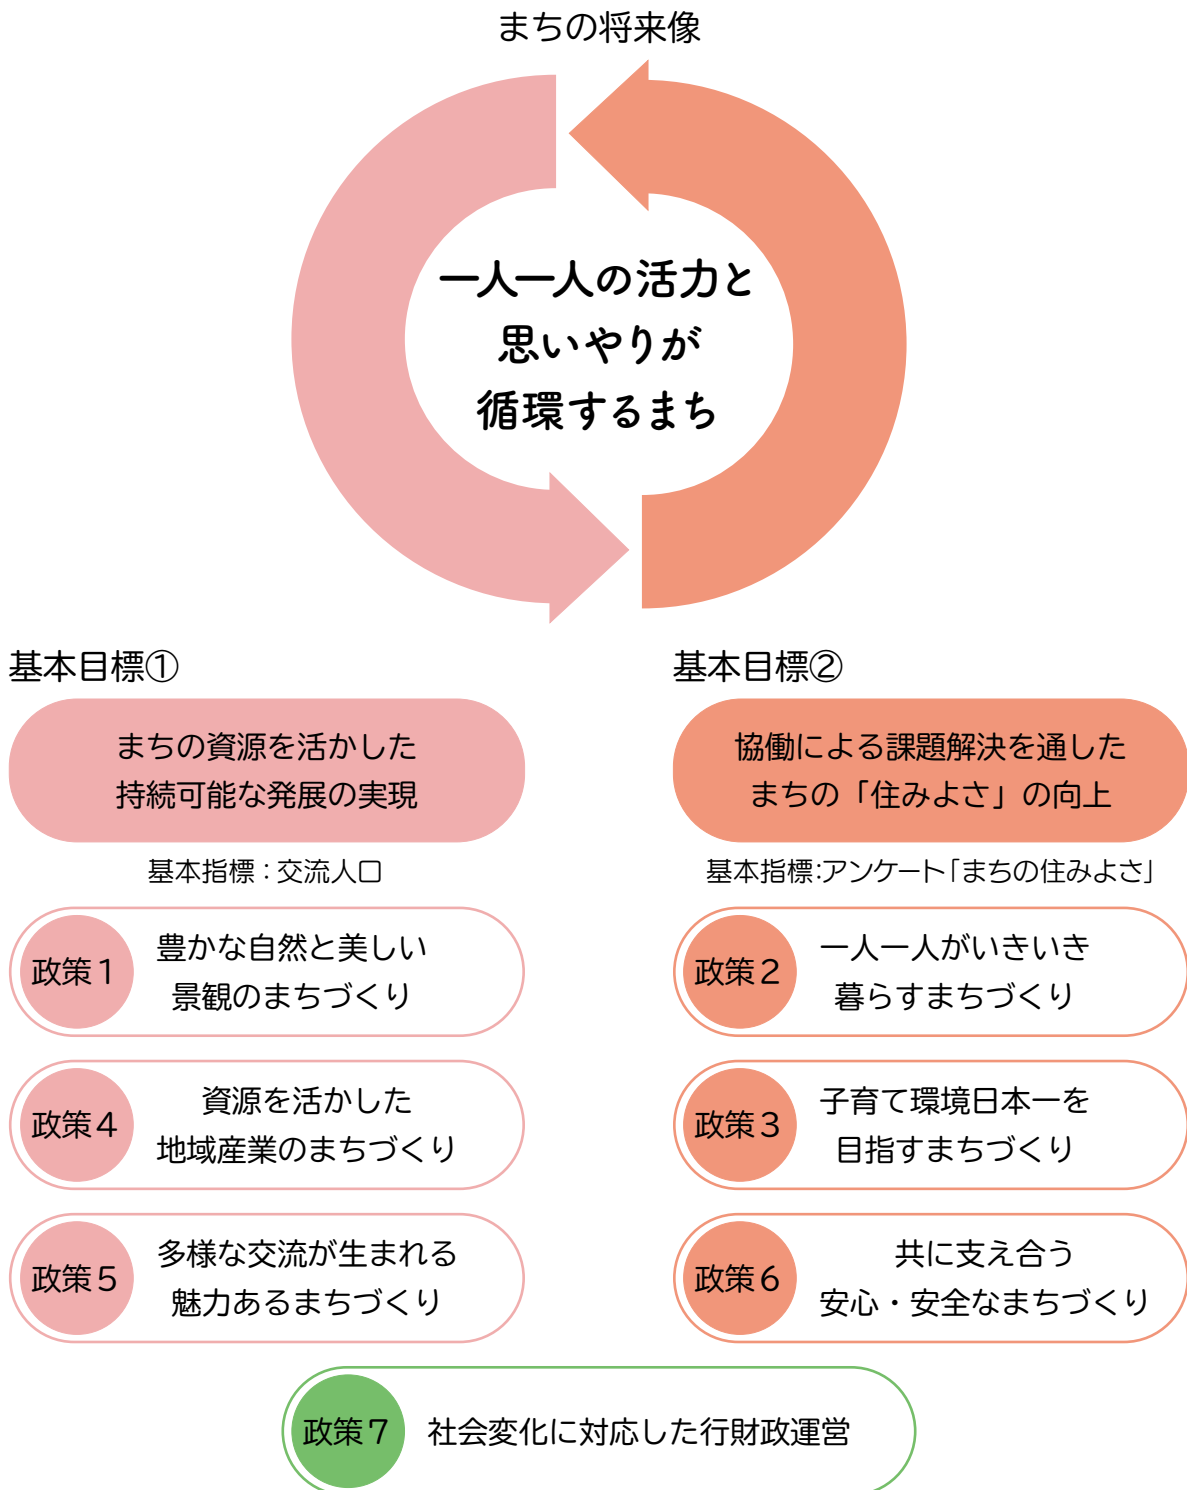 まちの将来像
一人一人の活力と
思いやりが
循環するまち
基本目標①
まちの資源を活かした
持続可能な発展の実現
基本指標：交流人口
政策１
豊かな自然と美しい
景観のまちづくり
政策４
資源を活かした
地域産業のまちづくり
政策５
多様な交流が生まれる
魅力あるまちづくり
基本目標②
協働による課題解決を通した
まちの「住みよさ」の向上
基本指標：アンケート「まちの住みよさ」
政策２
一人一人がいきいき
暮らすまちづくり
政策３
子育て環境日本一を
目指すまちづくり
政策６
共に支え合う
安心・安全なまちづくり
政策７
社会変化に対応した行財政運営